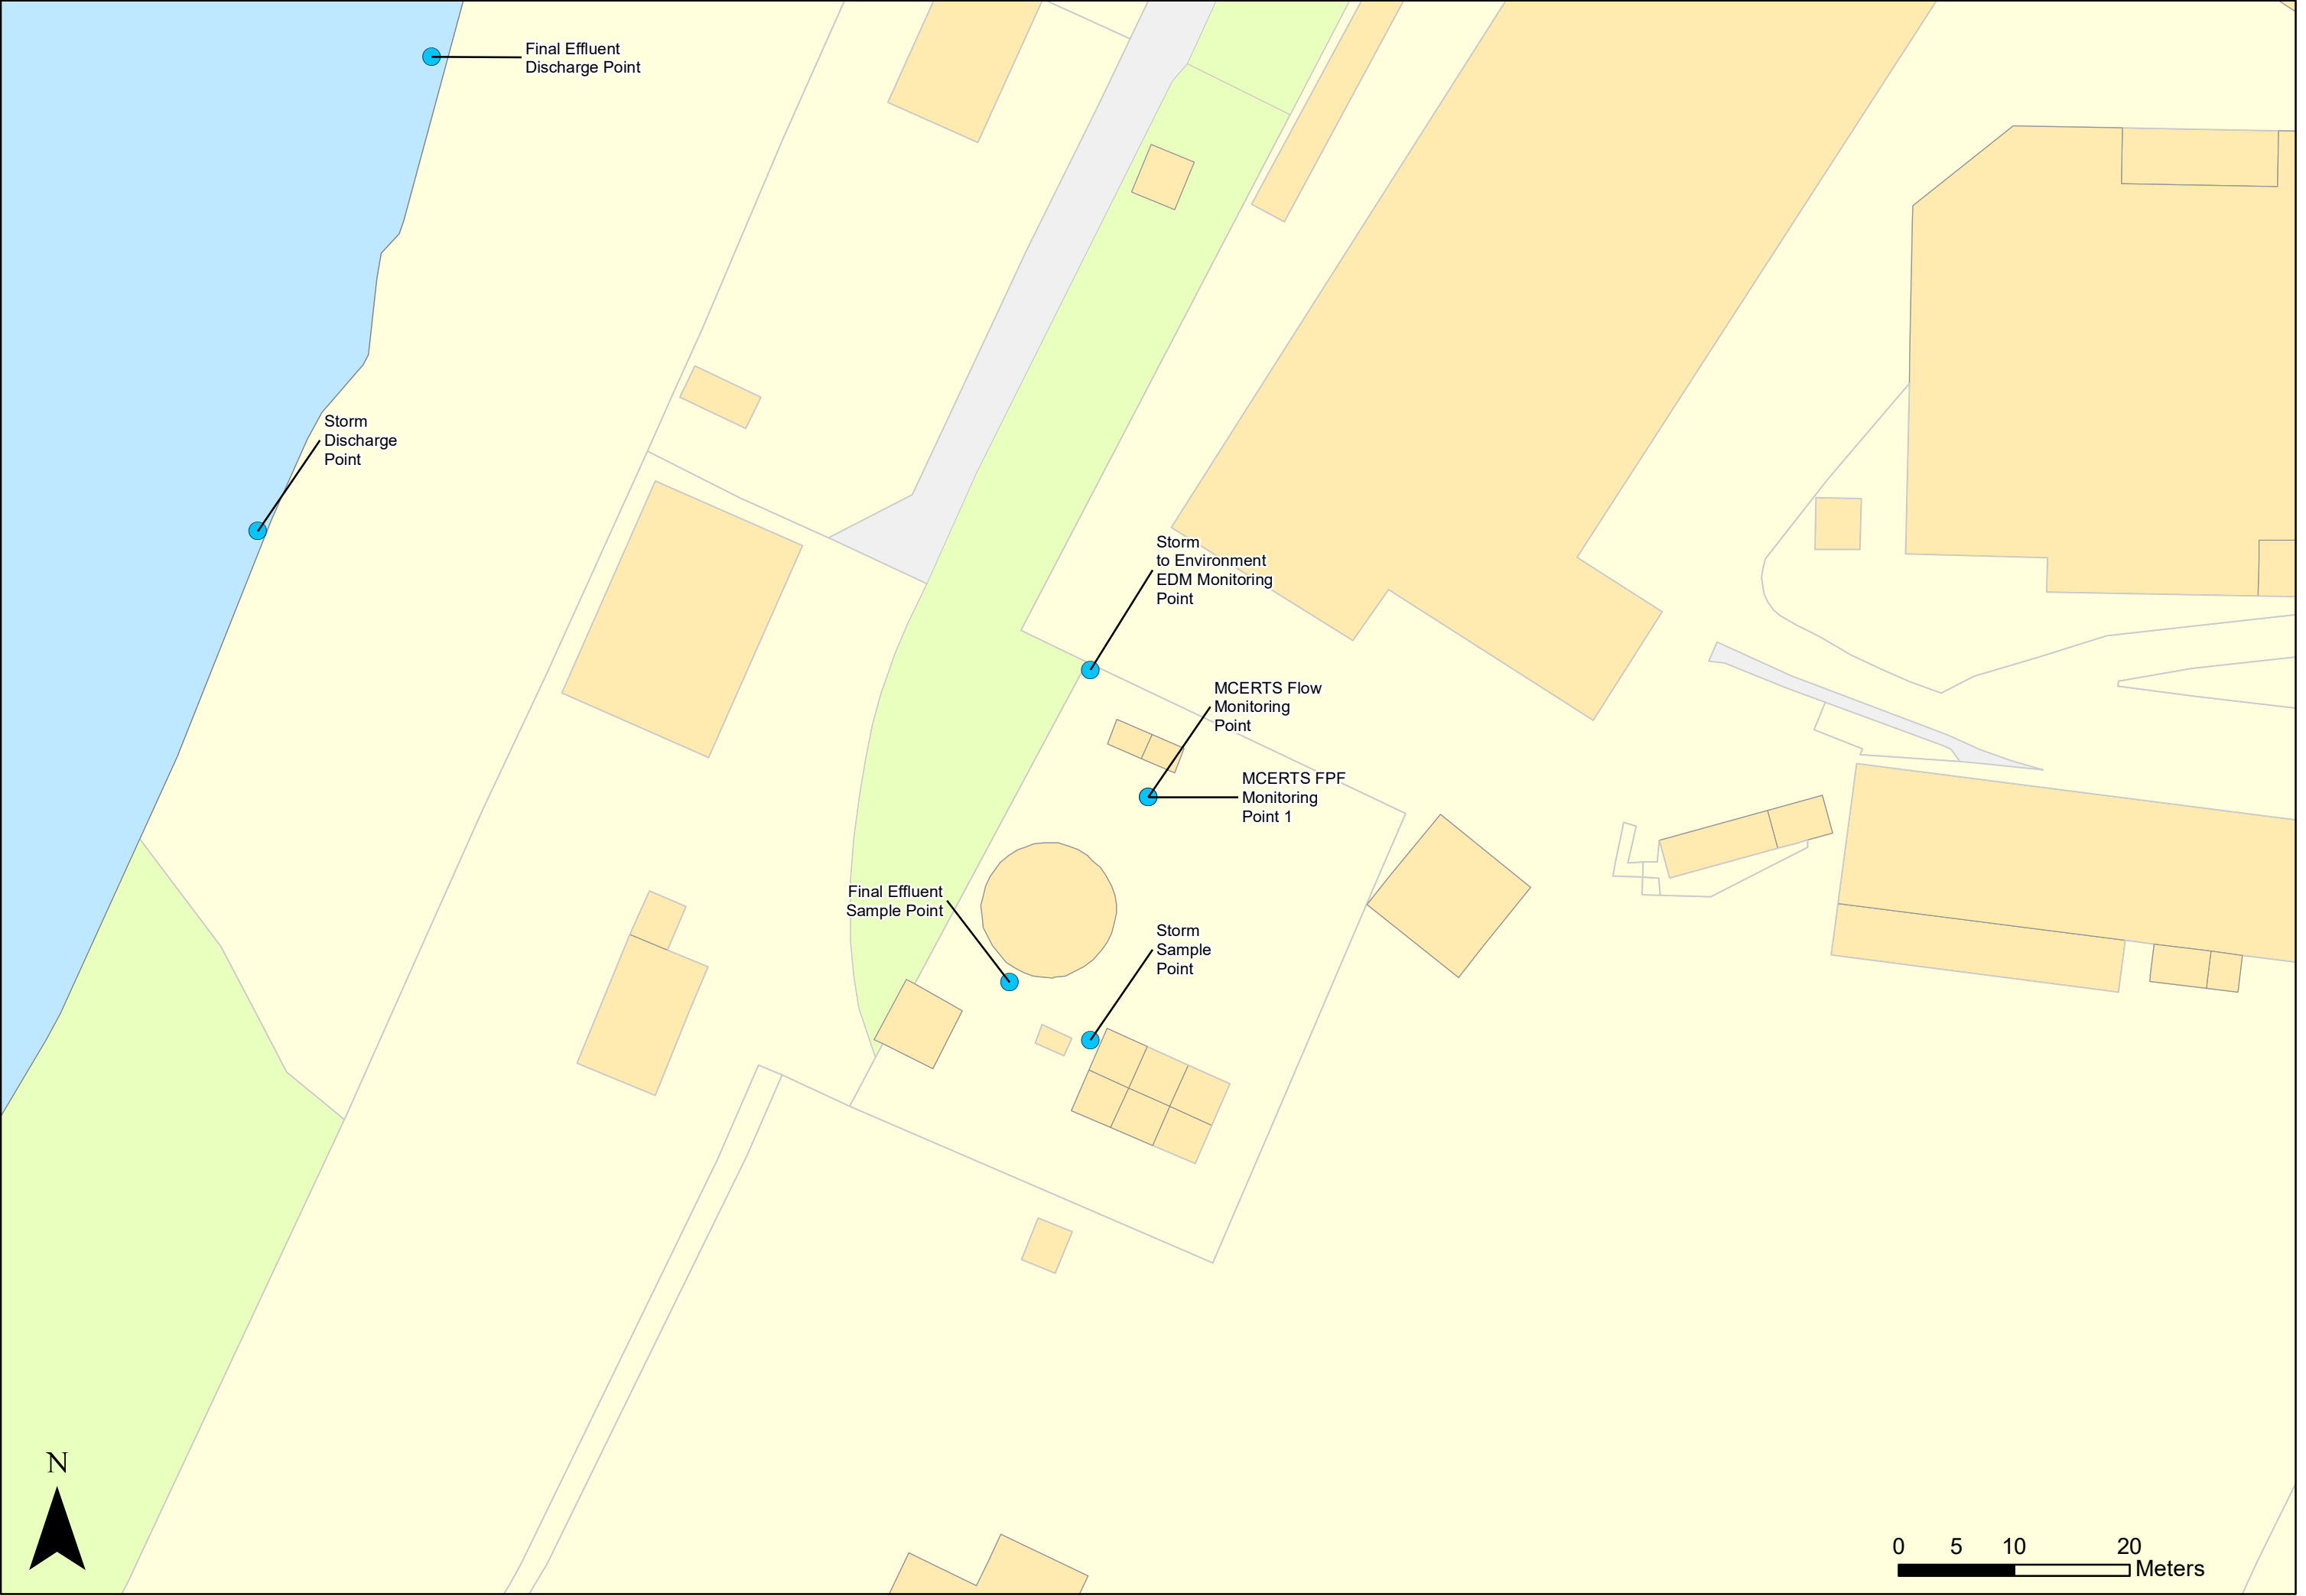 Final Effluent
Discharge Point
Storm
Discharge
Point
Storm
to Environment
EDM Monitoring
Point
MCERTS Flow
Monitoring
Point
MCERTS FPF
Monitoring
Point 1
Final Effluent
Sample Point
Storm
Sample
Point
N
0 5 10 20
Meters